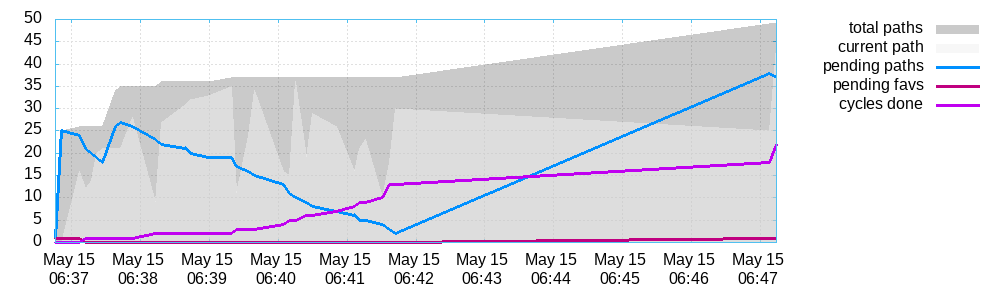 50
45
40
35
30
25
20
15
10
5
0
May 15 May 15 May 15 May 15 May 15 May 15 May 15 May 15 May 15 May 15 May 15
06:37 06:38 06:39 06:40 06:41 06:42 06:43 06:44 06:45 06:46 06:47
total paths
current path
pending paths
pending favs
cycles done